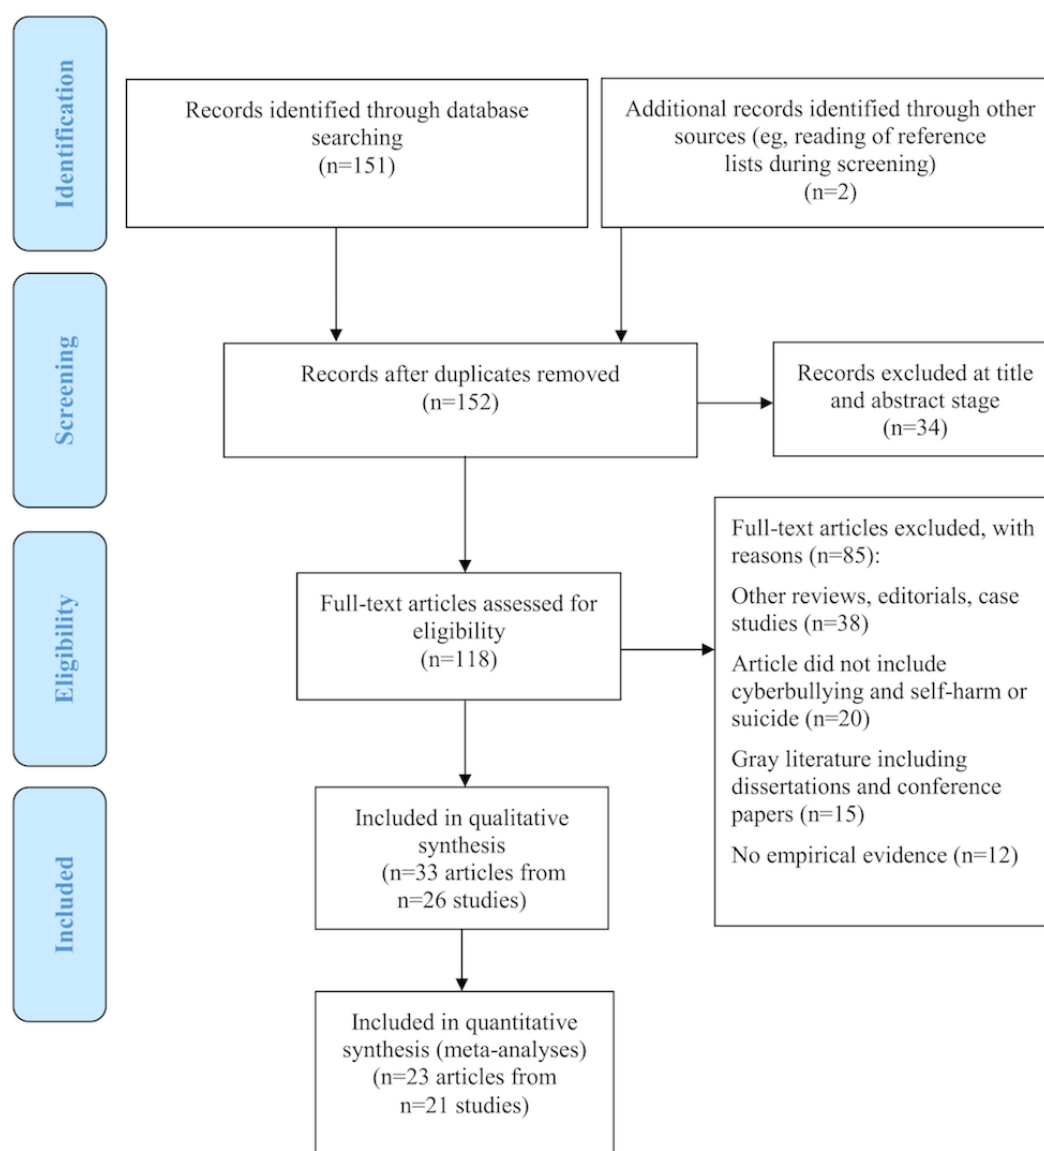 Identification
Records identified through database
searching
(n=151)
Additional records identified through other
sources (eg, reading of reference
lists during screening)
(n=2)
Screening
Records after duplicates removed
(n=152)
Records excluded at title
and abstract stage
(n=34)
Eligibility
Full-text articles assessed for
eligibility
(n=118)
Full-text articles excluded, with
reasons (n=85):
Other reviews, editorials, case
studies (n=38)
Article did not include
cyberbullying and self-harm or
suicide (n=20)
Gray literature including
dissertations and conference
papers (n=15)
No empirical evidence (n=12)
Included
Included in qualitative
synthesis
(n=33 articles from
n=26 studies)
Included in quantitative
synthesis (meta-analyses)
(n=23 articles from
n=21 studies)